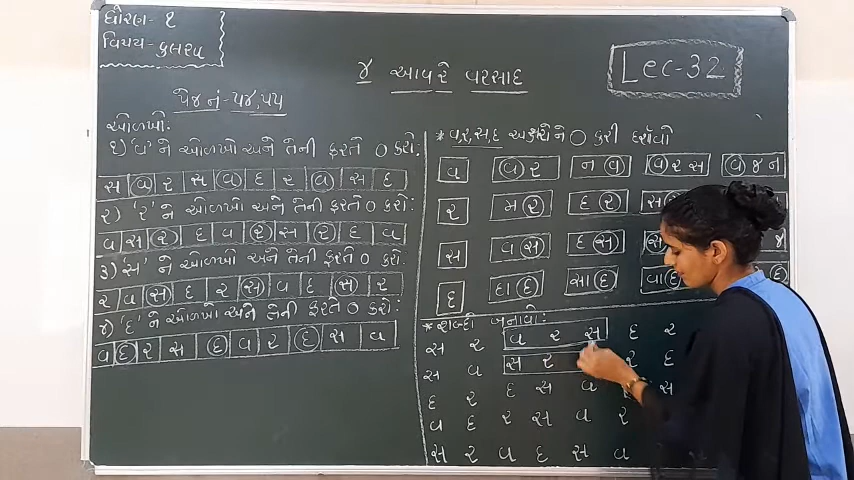 ધોરણ - ૧
વિષય - કુલરવ
૪ આવરે વરસાદ
Lec-32
પેજ નં - ૫૪,૫૫
ઓળખો:
૧) 'વ' ને ઓળખો અને તેની ફરતે O કરો.
સ વ ર સ વ દ ર વ સ દ
૨) 'ર' ને ઓળખો અને તેની ફરતે O કરો:
વ સ ર દ વ ર સ ર દ વ
૩) 'સ' ને ઓળખો અને તેની ફરતે O કરો:
ર વ સ દ ર સ વ દ સ ર
૪) 'દ' ને ઓળખો અને તેની ફરતે O કરો:
વ દ ર સ દ વ ર દ સ વ
* વ,ર,સ,દ અક્ષરોને O કરી દર્શાવો
વ વર નવ વરસ વજન
ર મર દર
સ વસ દસ
દ દાદ સાદ
* શબ્દો બનાવો:
સ ર વ ર સ દ ર
સ વ સ ર ર દ
દ ર દ સ વ ર સ
વ દ ર સ વ ર
સ ર વ દ સ વ